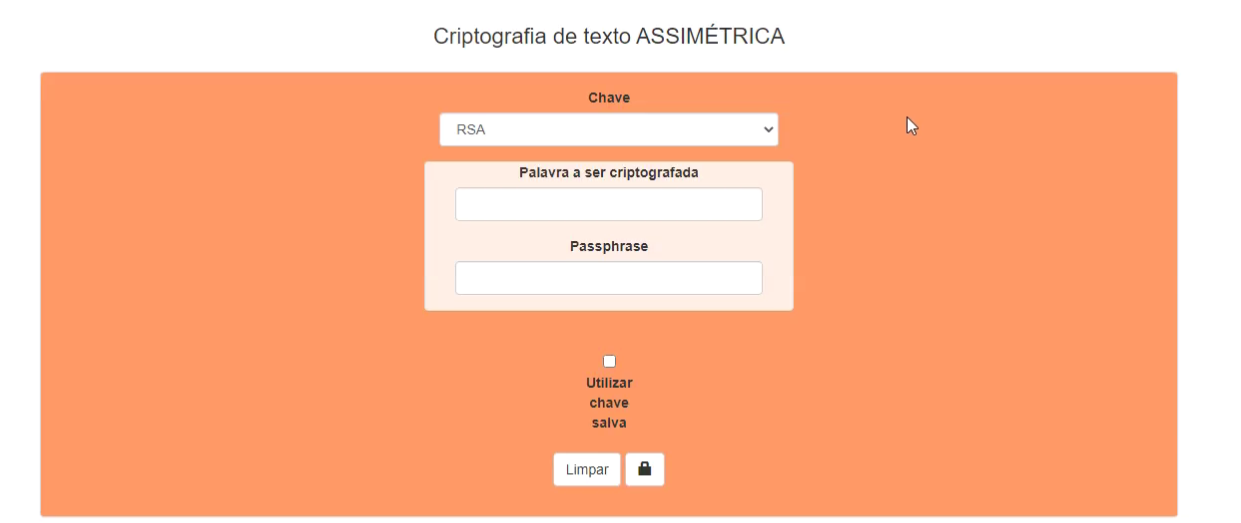 Criptografia de texto ASSIMÉTRICA
Chave
RSA
Palavra a ser criptografada
Passphrase
Utilizar
chave
salva
Limpar